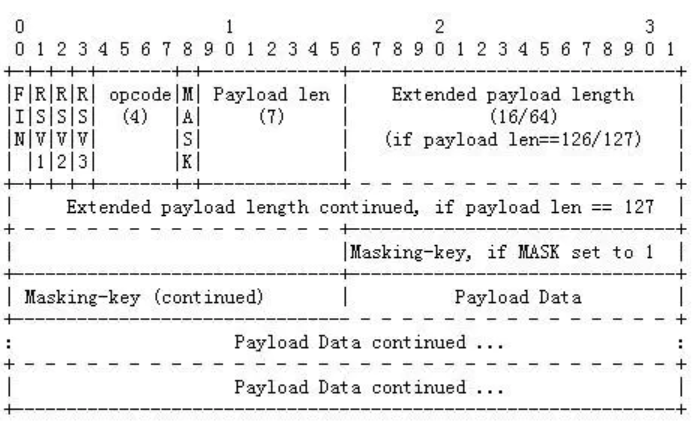 0                   1                   2                   3
0 1 2 3 4 5 6 7 8 9 0 1 2 3 4 5 6 7 8 9 0 1 2 3 4 5 6 7 8 9 0 1
+-+-+-+-+-------+-+-------------+-------------------------------+
|F|R|R|R| opcode|M| Payload len |    Extended payload length    |
|I|S|S|S|  (4)  |A|     (7)     |             (16/64)           |
|N|V|V|V|       |S|             |   (if payload len==126/127)   |
| |1|2|3|       |K|             |                               |
+-+-+-+-+-------+-+-------------+ - - - - - - - - - - - - - - - +
|     Extended payload length continued, if payload len == 127  |
+ - - - - - - - - - - - - - - - +-------------------------------+
|                               |Masking-key, if MASK set to 1  |
+-------------------------------+-------------------------------+
| Masking-key (continued)       |          Payload Data         |
+-------------------------------- - - - - - - - - - - - - - - - +
:                     Payload Data continued ...                :
+ - - - - - - - - - - - - - - - - - - - - - - - - - - - - - - - +
|                     Payload Data continued ...                |
+---------------------------------------------------------------+